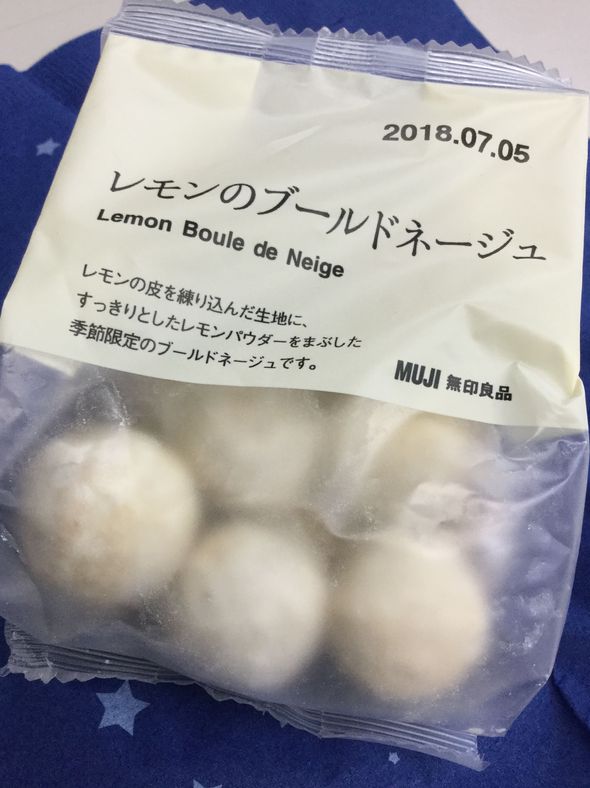 2018.07.05
レモンのブールドネージュ
Lemon Boule de Neige
レモンの皮を練り込んだ生地に、
すっきりとしたレモンパウダーをまぶした
季節限定のブールドネージュです。
MUJI 無印良品